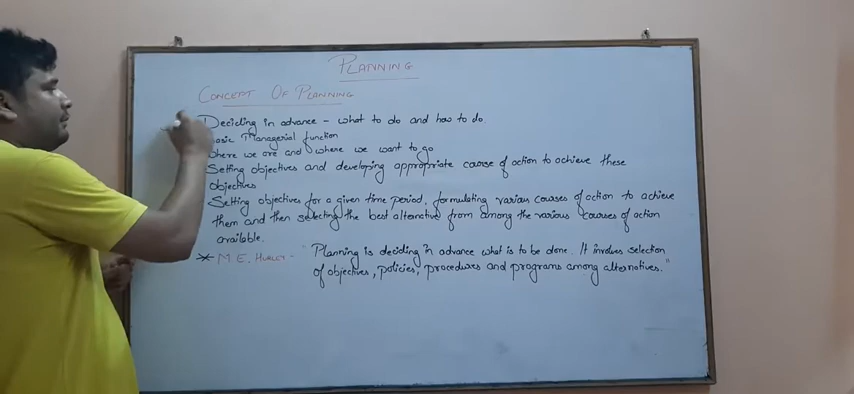 PLANNING
CONCEPT OF PLANNING
Deciding in advance - what to do and how to do
Basic Managerial function
where we are and where we want to go
Setting objectives and developing appropriate course of action to achieve these
objectives
Setting objectives for a given time period, formulating various courses of action to achieve
them and then selecting the best alternative from among the various courses of action
available.
* M. E. HURLEY - "Planning is deciding in advance what is to be done. It involves selection
of objectives, policies, procedures and programs among alternatives."